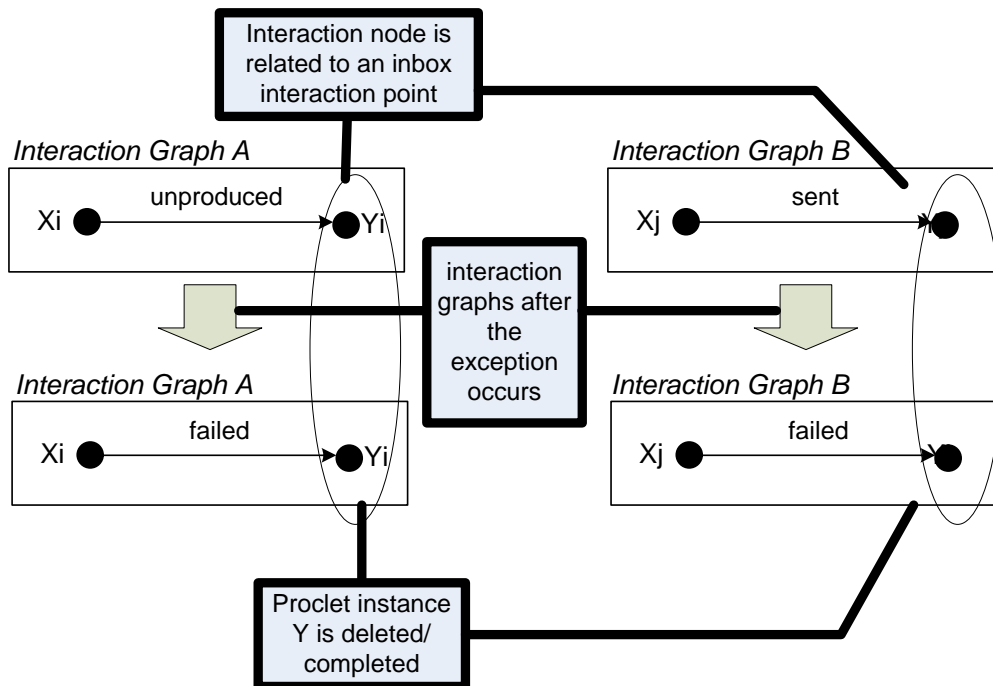 Interaction node is
related to an inbox
interaction point
Interaction Graph A
unproduced
Xi
Yi
Interaction Graph B
sent
Xj
interaction
graphs after
the
exception
occurs
Interaction Graph A
failed
Xi
Yi
Interaction Graph B
failed
Xj
Proclet instance
Y is deleted/
completed